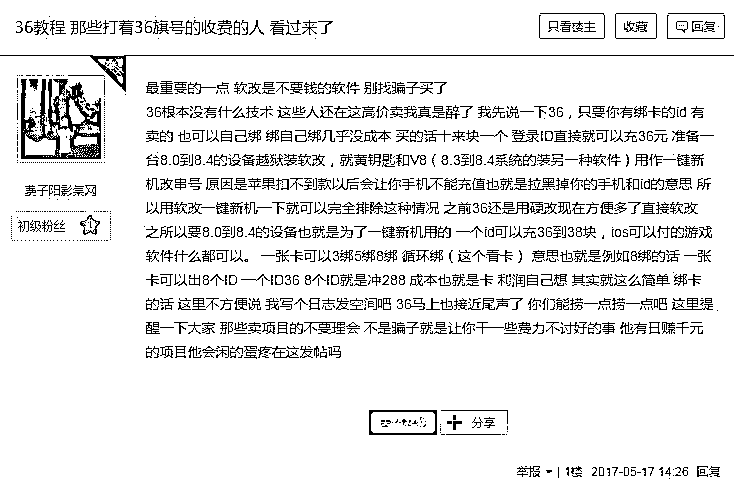 36教程 那些打着36旗号的收费的人 看过来了
只看楼主
收藏
回复
最重要的一点 软改是不要钱的软件 别找骗子买了
36根本没有什么技术 这些人还在这高价卖我真是醉了 我先说一下36，只要你有绑卡的id 有
卖的 也可以自己绑 绑自己绑几乎没成本 买的话十来块一个 登录ID直接就可以充36元 准备一
台8.0到8.4的设备越狱装软改，就黄钥匙和V8（8.3到8.4系统的装另一种软件）用作一键新
机改串号 原因是苹果扣不到款以后会让你手机不能充值也就是拉黑掉你的手机和id的意思 所
以用软改一键新机一下就可以完全排除这种情况 之前36还是用硬改现在方便多了直接软改
之所以要8.0到8.4的设备也就是为了一键新机用的 一个id可以充36到38块，ios可以付的游戏
软件什么都可以。 一张卡可以3绑5绑8绑 循环绑（这个看卡） 意思也就是例如8绑的话 一张
卡可以出8个ID 一个ID36 8个ID就是冲288 成本也就是卡 利润自己想 其实就这么简单 绑卡
的话 这里不方便说 我写个日志发空间吧 36马上也接近尾声了 你们能捞一点捞一点吧 这里提
醒一下大家 那些卖项目的不要理会 不是骗子就是让你干一些费力不讨好的事 他有日赚千元
的项目他会闲的蛋疼在这发帖吗
初级粉丝
分享
举报 | 1楼 2017-05-17 14:26 回复